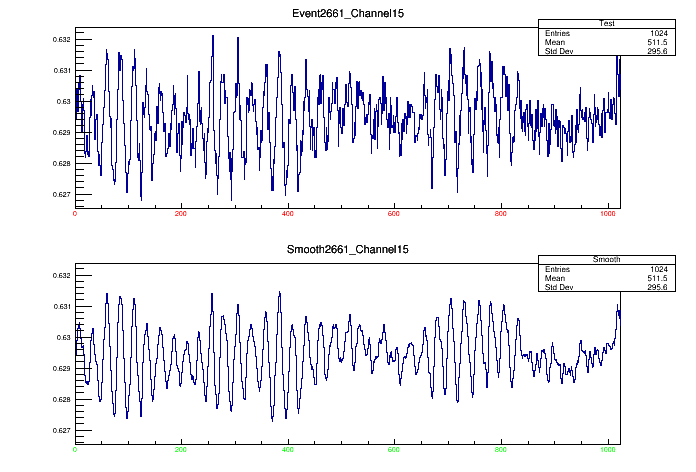 Event2661_Channel15
Test
Entries 1024
Mean 511.5
Std Dev 295.6
0.632
0.631
0.63
0.629
0.628
0.627
0 200 400 600 800 1000
Smooth2661_Channel15
Smooth
Entries 1024
Mean 511.5
Std Dev 295.6
0.632
0.631
0.63
0.629
0.628
0.627
0 200 400 600 800 1000